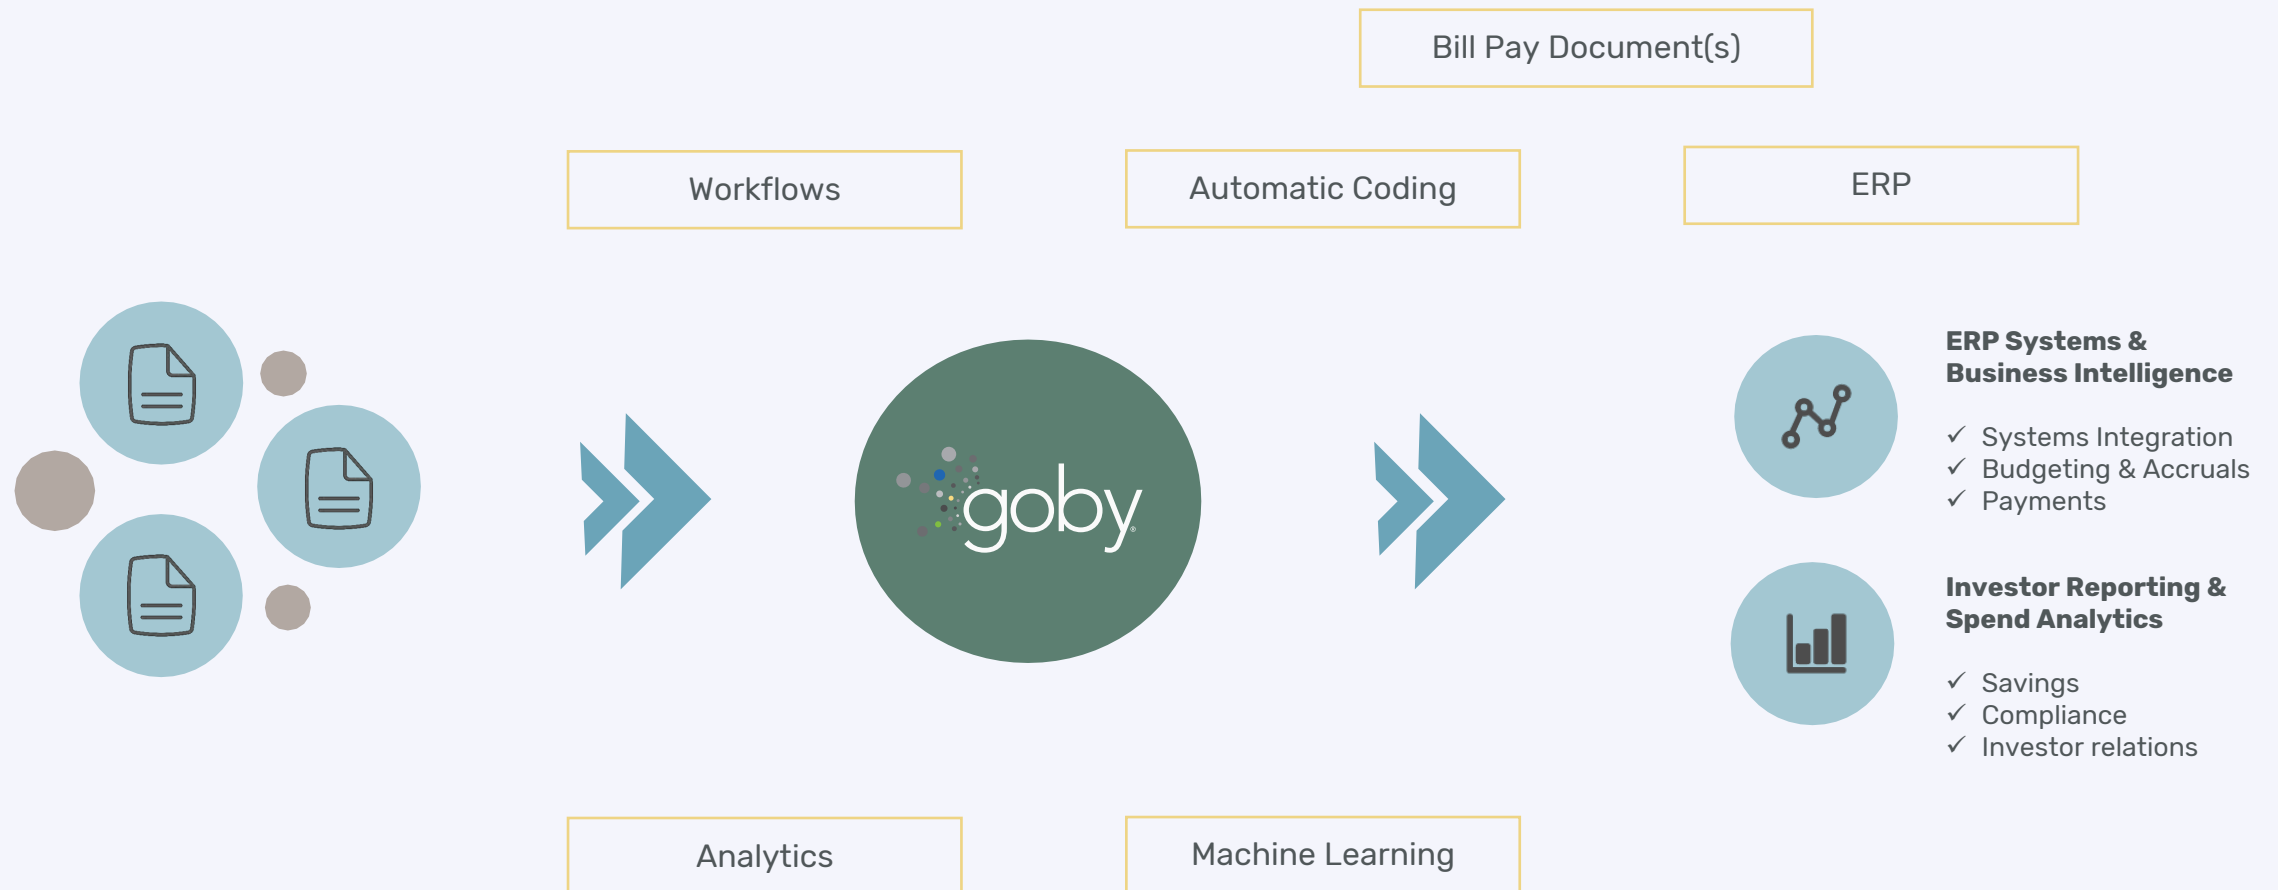 Bill Pay Document(s)
Workflows
Automatic Coding
ERP
goby
ERP Systems &
Business Intelligence
✓ Systems Integration
✓ Budgeting & Accruals
✓ Payments
Investor Reporting &
Spend Analytics
✓ Savings
✓ Compliance
✓ Investor relations
Analytics
Machine Learning